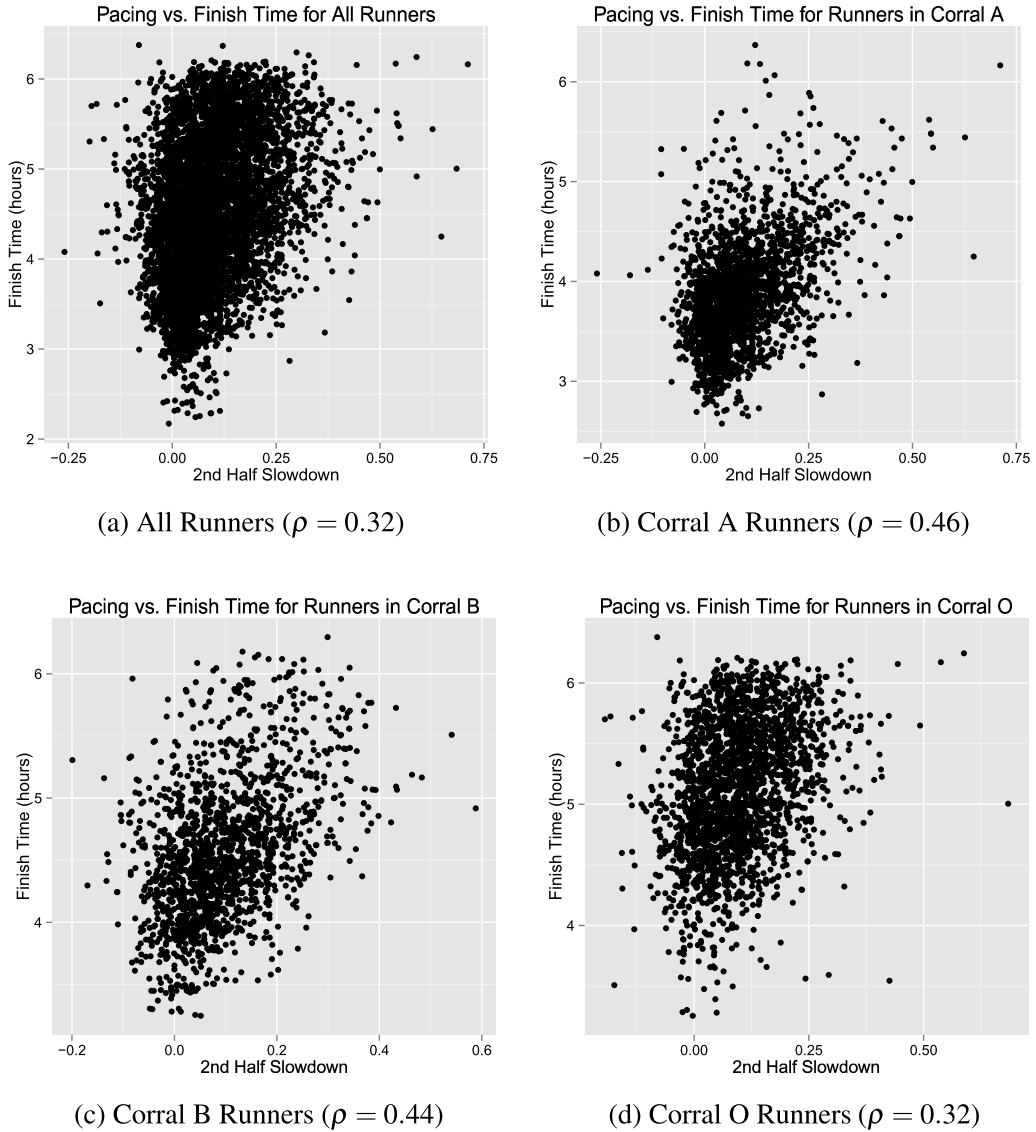 Pacing vs. Finish Time for All Runners
Finish Time (hours)
6
5
4
3
2
−0.25 0.00 0.25 0.50 0.75
2nd Half Slowdown
(a) All Runners (ρ = 0.32)
Pacing vs. Finish Time for Runners in Corral A
Finish Time (hours)
6
5
4
3
−0.25 0.00 0.25 0.50 0.75
2nd Half Slowdown
(b) Corral A Runners (ρ = 0.46)
Pacing vs. Finish Time for Runners in Corral B
Finish Time (hours)
6
5
4
−0.2 0.0 0.2 0.4 0.6
2nd Half Slowdown
(c) Corral B Runners (ρ = 0.44)
Pacing vs. Finish Time for Runners in Corral O
Finish Time (hours)
6
5
4
0.00 0.25 0.50
2nd Half Slowdown
(d) Corral O Runners (ρ = 0.32)